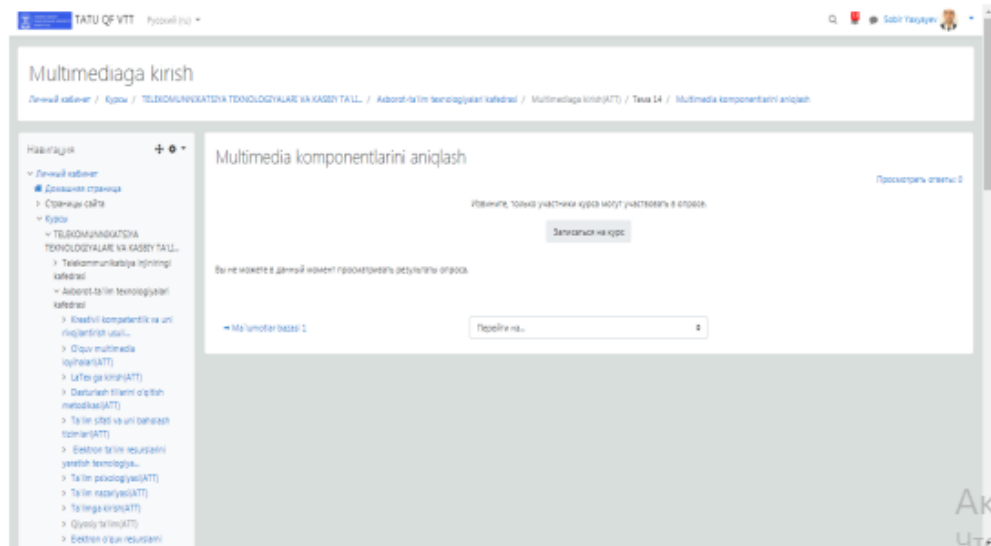 TATU QF VTT Русский (ru)
Sobir Yaxyayev
Multimediaga kirish
Личный кабинет / Курсы / TELEKOMUNNIKATSIYA TEXNOLOGIYALARI VA KASBIY TA'LI... / Axborot-ta'lim texnologiyalari kafedrasi / Multimediaga kirish(ATT) / Тема 14 / Multimedia komponentlarini aniqlash
Навигация
Личный кабинет
Домашняя страница
Страницы сайта
Курсы
TELEKOMUNNIKATSIYA
TEXNOLOGIYALARI VA KASBIY TA'LI...
Telekommunikatsiya injiniringi
kafedrasi
Axborot-ta'lim texnologiyalari
kafedrasi
Kreativli kompetentlik va uni
rivojlantirish usul...
O'quv multimedia
loyihalari(ATT)
LaTex ga kirish(ATT)
Dasturlash tillarini o'qitish
metodikasi(ATT)
Ta'lim sifati va uni baholash
tizimlari(ATT)
Elektron ta'lim resurslarini
yaratish texnologiya...
Ta'lim psixologiyasi(ATT)
Ta'lim nazariyasi(ATT)
Ta'limga kirish(ATT)
Qiyosiy ta'lim(ATT)
Elektron o'quv resurslarni
Multimedia komponentlarini aniqlash
Просмотреть ответы: 0
Извините, только участники курса могут участвовать в опросе.
Записаться на курс
Вы не можете в данный момент просматривать результаты опроса.
Ma'lumotlar bazasi 1
Перейти на...
Ак
Что